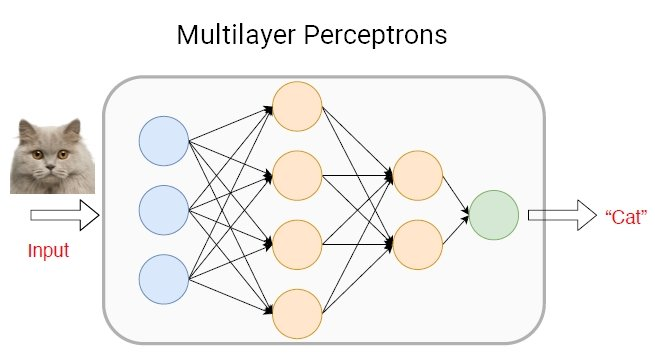 Multilayer Perceptrons
Input
“Cat”